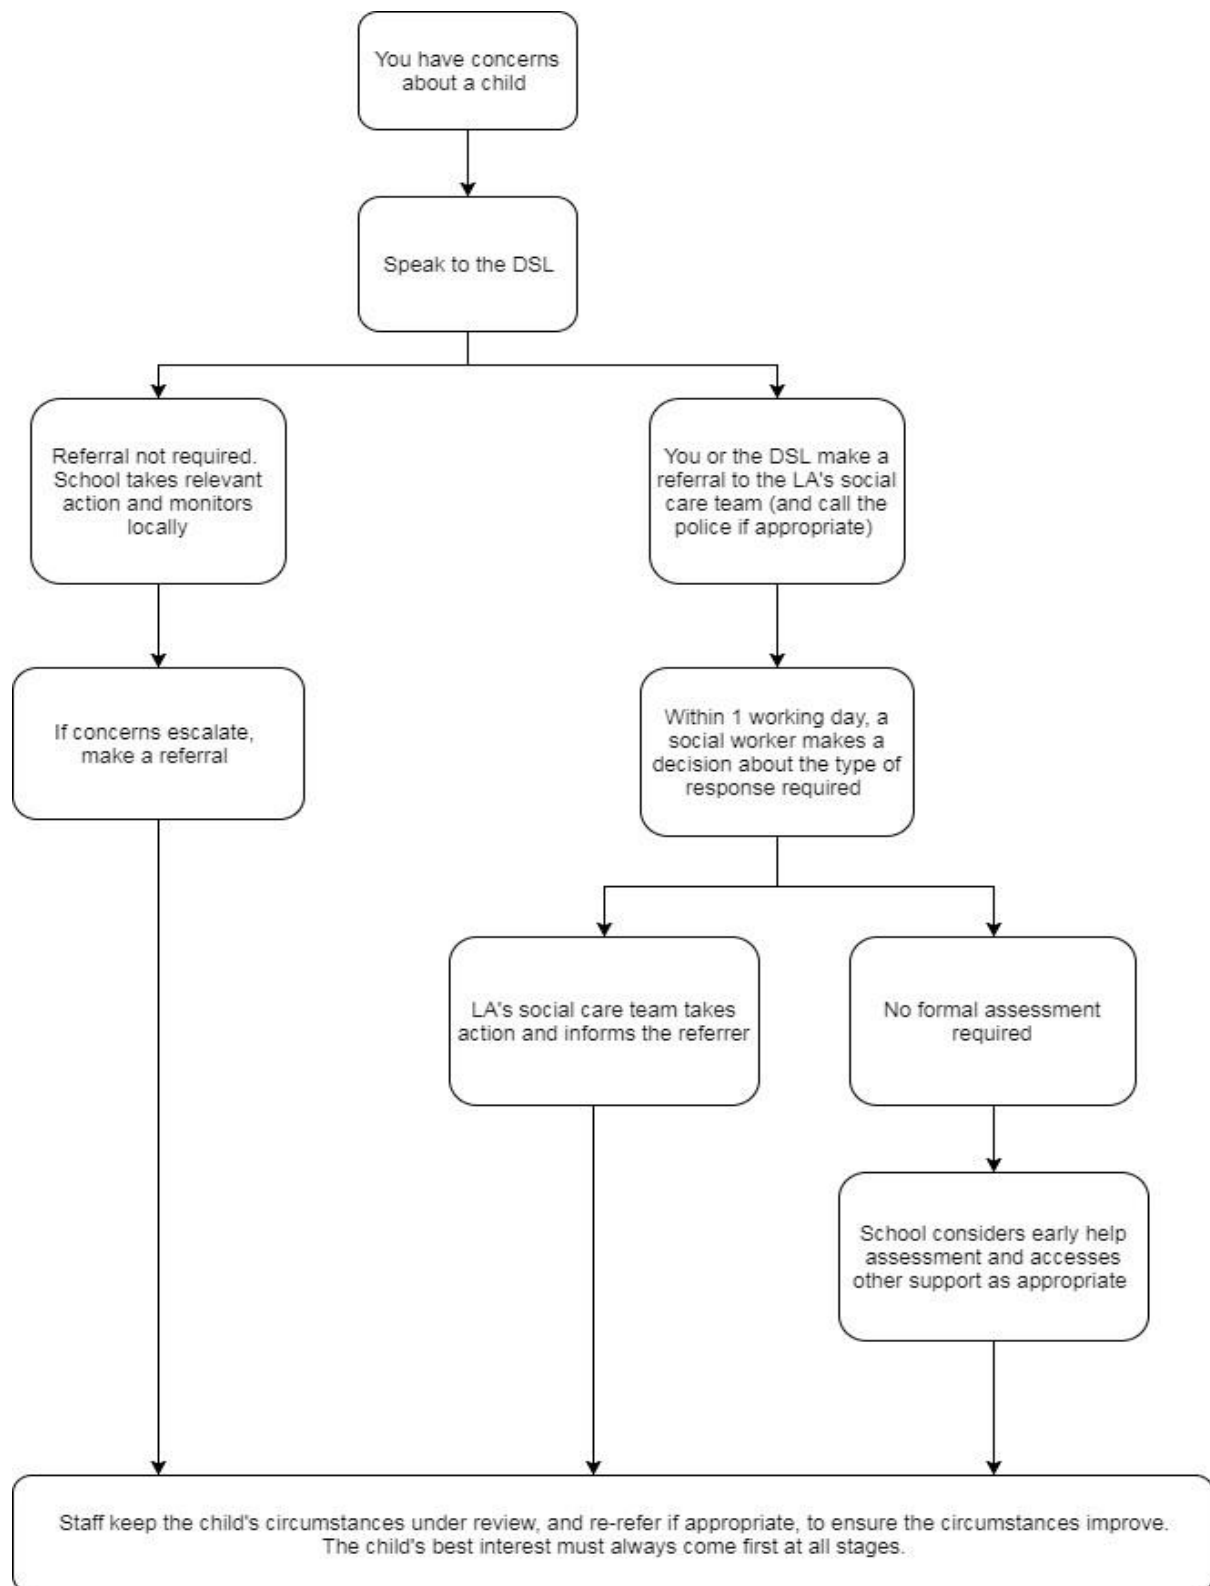 You have concerns
about a child
Speak to the DSL
Referral not required.
School takes relevant
action and monitors
locally
You or the DSL make a
referral to the LA's social
care team (and call the
police if appropriate)
If concerns escalate,
make a referral
Within 1 working day, a
social worker makes a
decision about the type of
response required
LA's social care team takes
action and informs the referrer
No formal assessment
required
School considers early help
assessment and accesses
other support as appropriate
Staff keep the child's circumstances under review, and re-refer if appropriate, to ensure the circumstances improve.
The child's best interest must always come first at all stages.